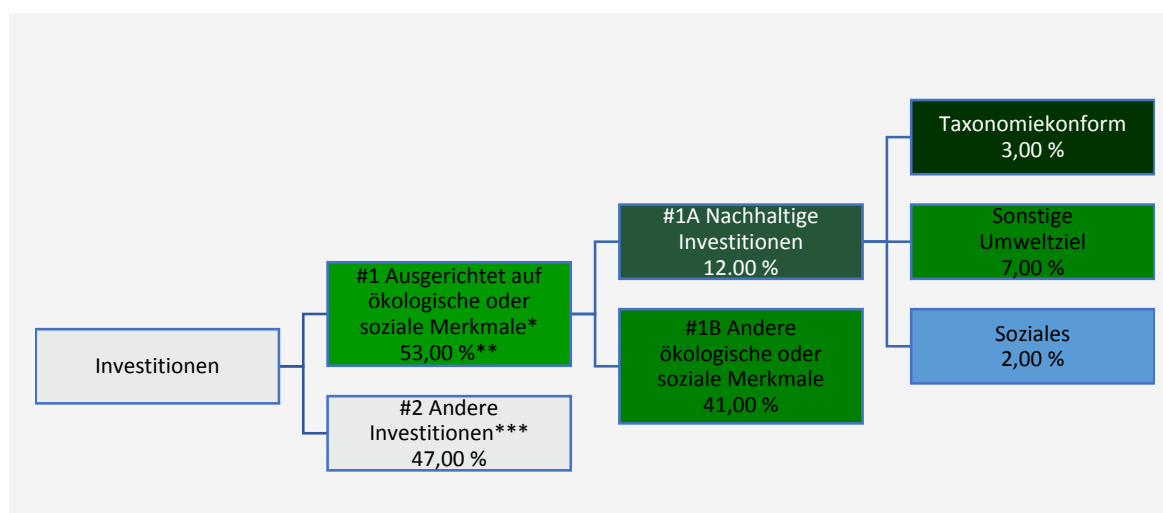 Investitionen
#1 Ausgerichtet auf
ökologische oder
soziale Merkmale*
53,00 %**
#2 Andere
Investitionen***
47,00 %
#1A Nachhaltige
Investitionen
12.00 %
#1B Andere
ökologische oder
soziale Merkmale
41,00 %
Taxonomiekonform
3,00 %
Sonstige
Umweltziel
7,00 %
Soziales
2,00 %